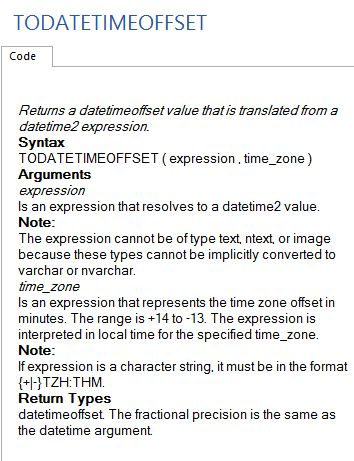 TODATETIMEOFFSET
Code
Returns a datetimeoffset value that is translated from a
datetime2 expression.
Syntax
TODATETIMEOFFSET ( expression , time_zone )
Arguments
expression
Is an expression that resolves to a datetime2 value.
Note:
The expression cannot be of type text, ntext, or image
because these types cannot be implicitly converted to
varchar or nvarchar.
time_zone
Is an expression that represents the time zone offset in
minutes. The range is +14 to -13. The expression is
interpreted in local time for the specified time_zone.
Note:
If expression is a character string, it must be in the format
{+|-}TZH:THM.
Return Types
datetimeoffset. The fractional precision is the same as
the datetime argument.